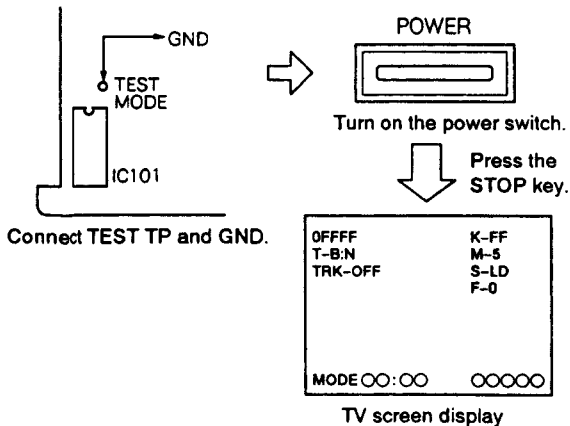 GND
TEST
MODE
IC101
Connect TEST TP and GND.
POWER
Turn on the power switch.
Press the
STOP key.
0FFFF K-FF
T-B:N M-5
TRK-OFF S-LD
F-0
MODE ○○:○○ ○○○○○
TV screen display